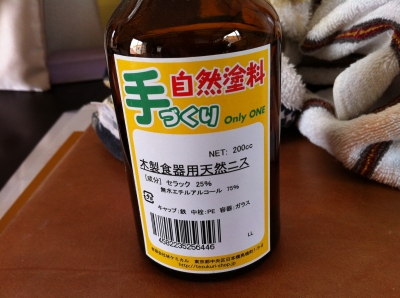 手づくり
自然塗料
Only ONE
NET: 200cc
木製食器用天然ニス
[成分] セラック 25%
無水エチルアルコール 75%
キャップ:鉄 中栓:PE 容器:ガラス
4582235256446
LL